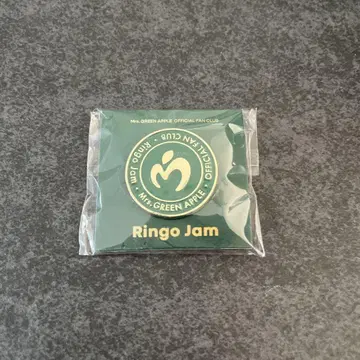 Mrs. GREEN APPLE OFFICIAL FAN CLUB
Ringo Jam • OFFICIAL FAN CLUB •
Mrs. GREEN APPLE •
Ringo Jam